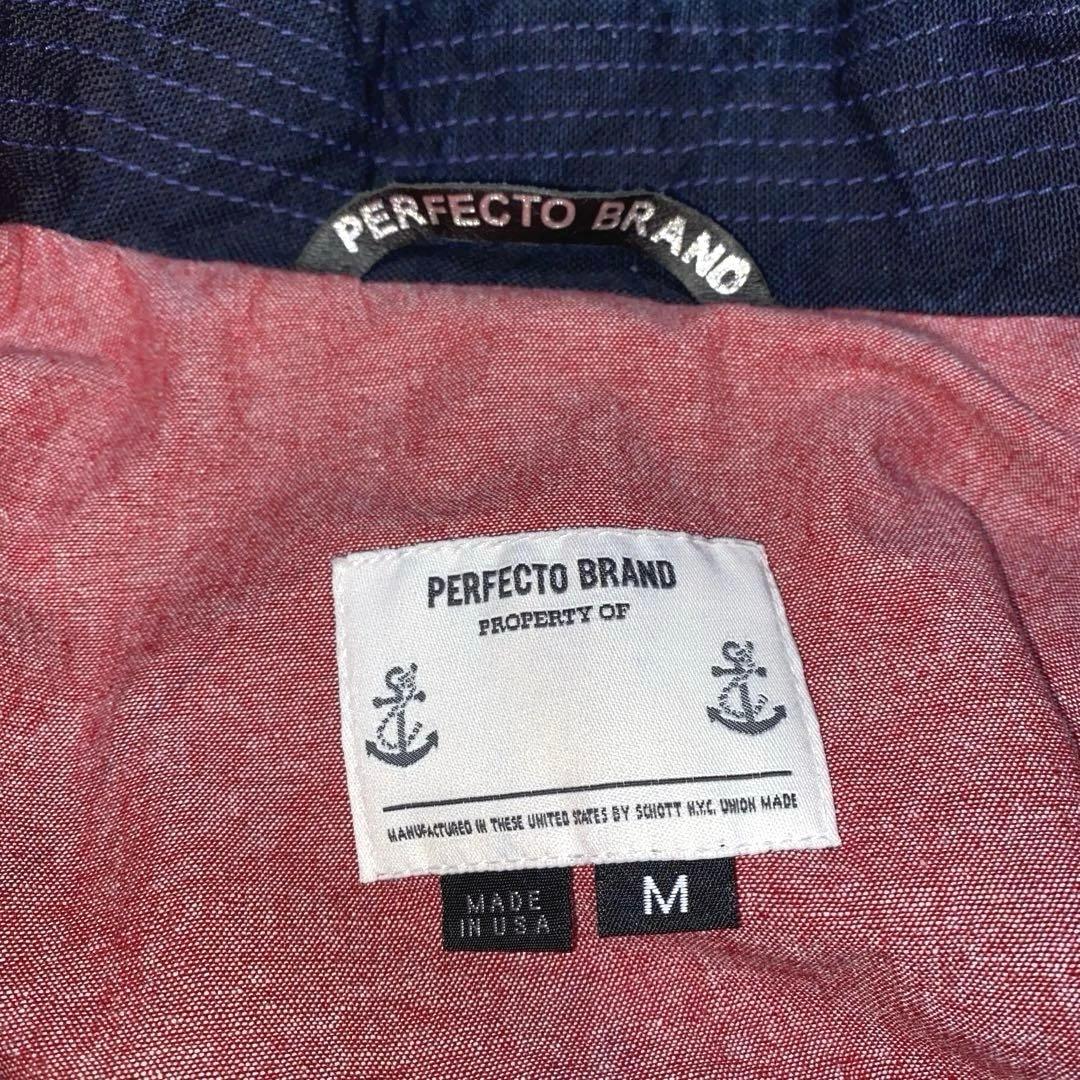 PERFECTO BRAND
PERFECTO BRAND
PROPERTY OF
MANUFACTURED IN THESE UNITED STATES BY SCHOTT N.Y.C. UNION MADE
MADE
IN USA
M